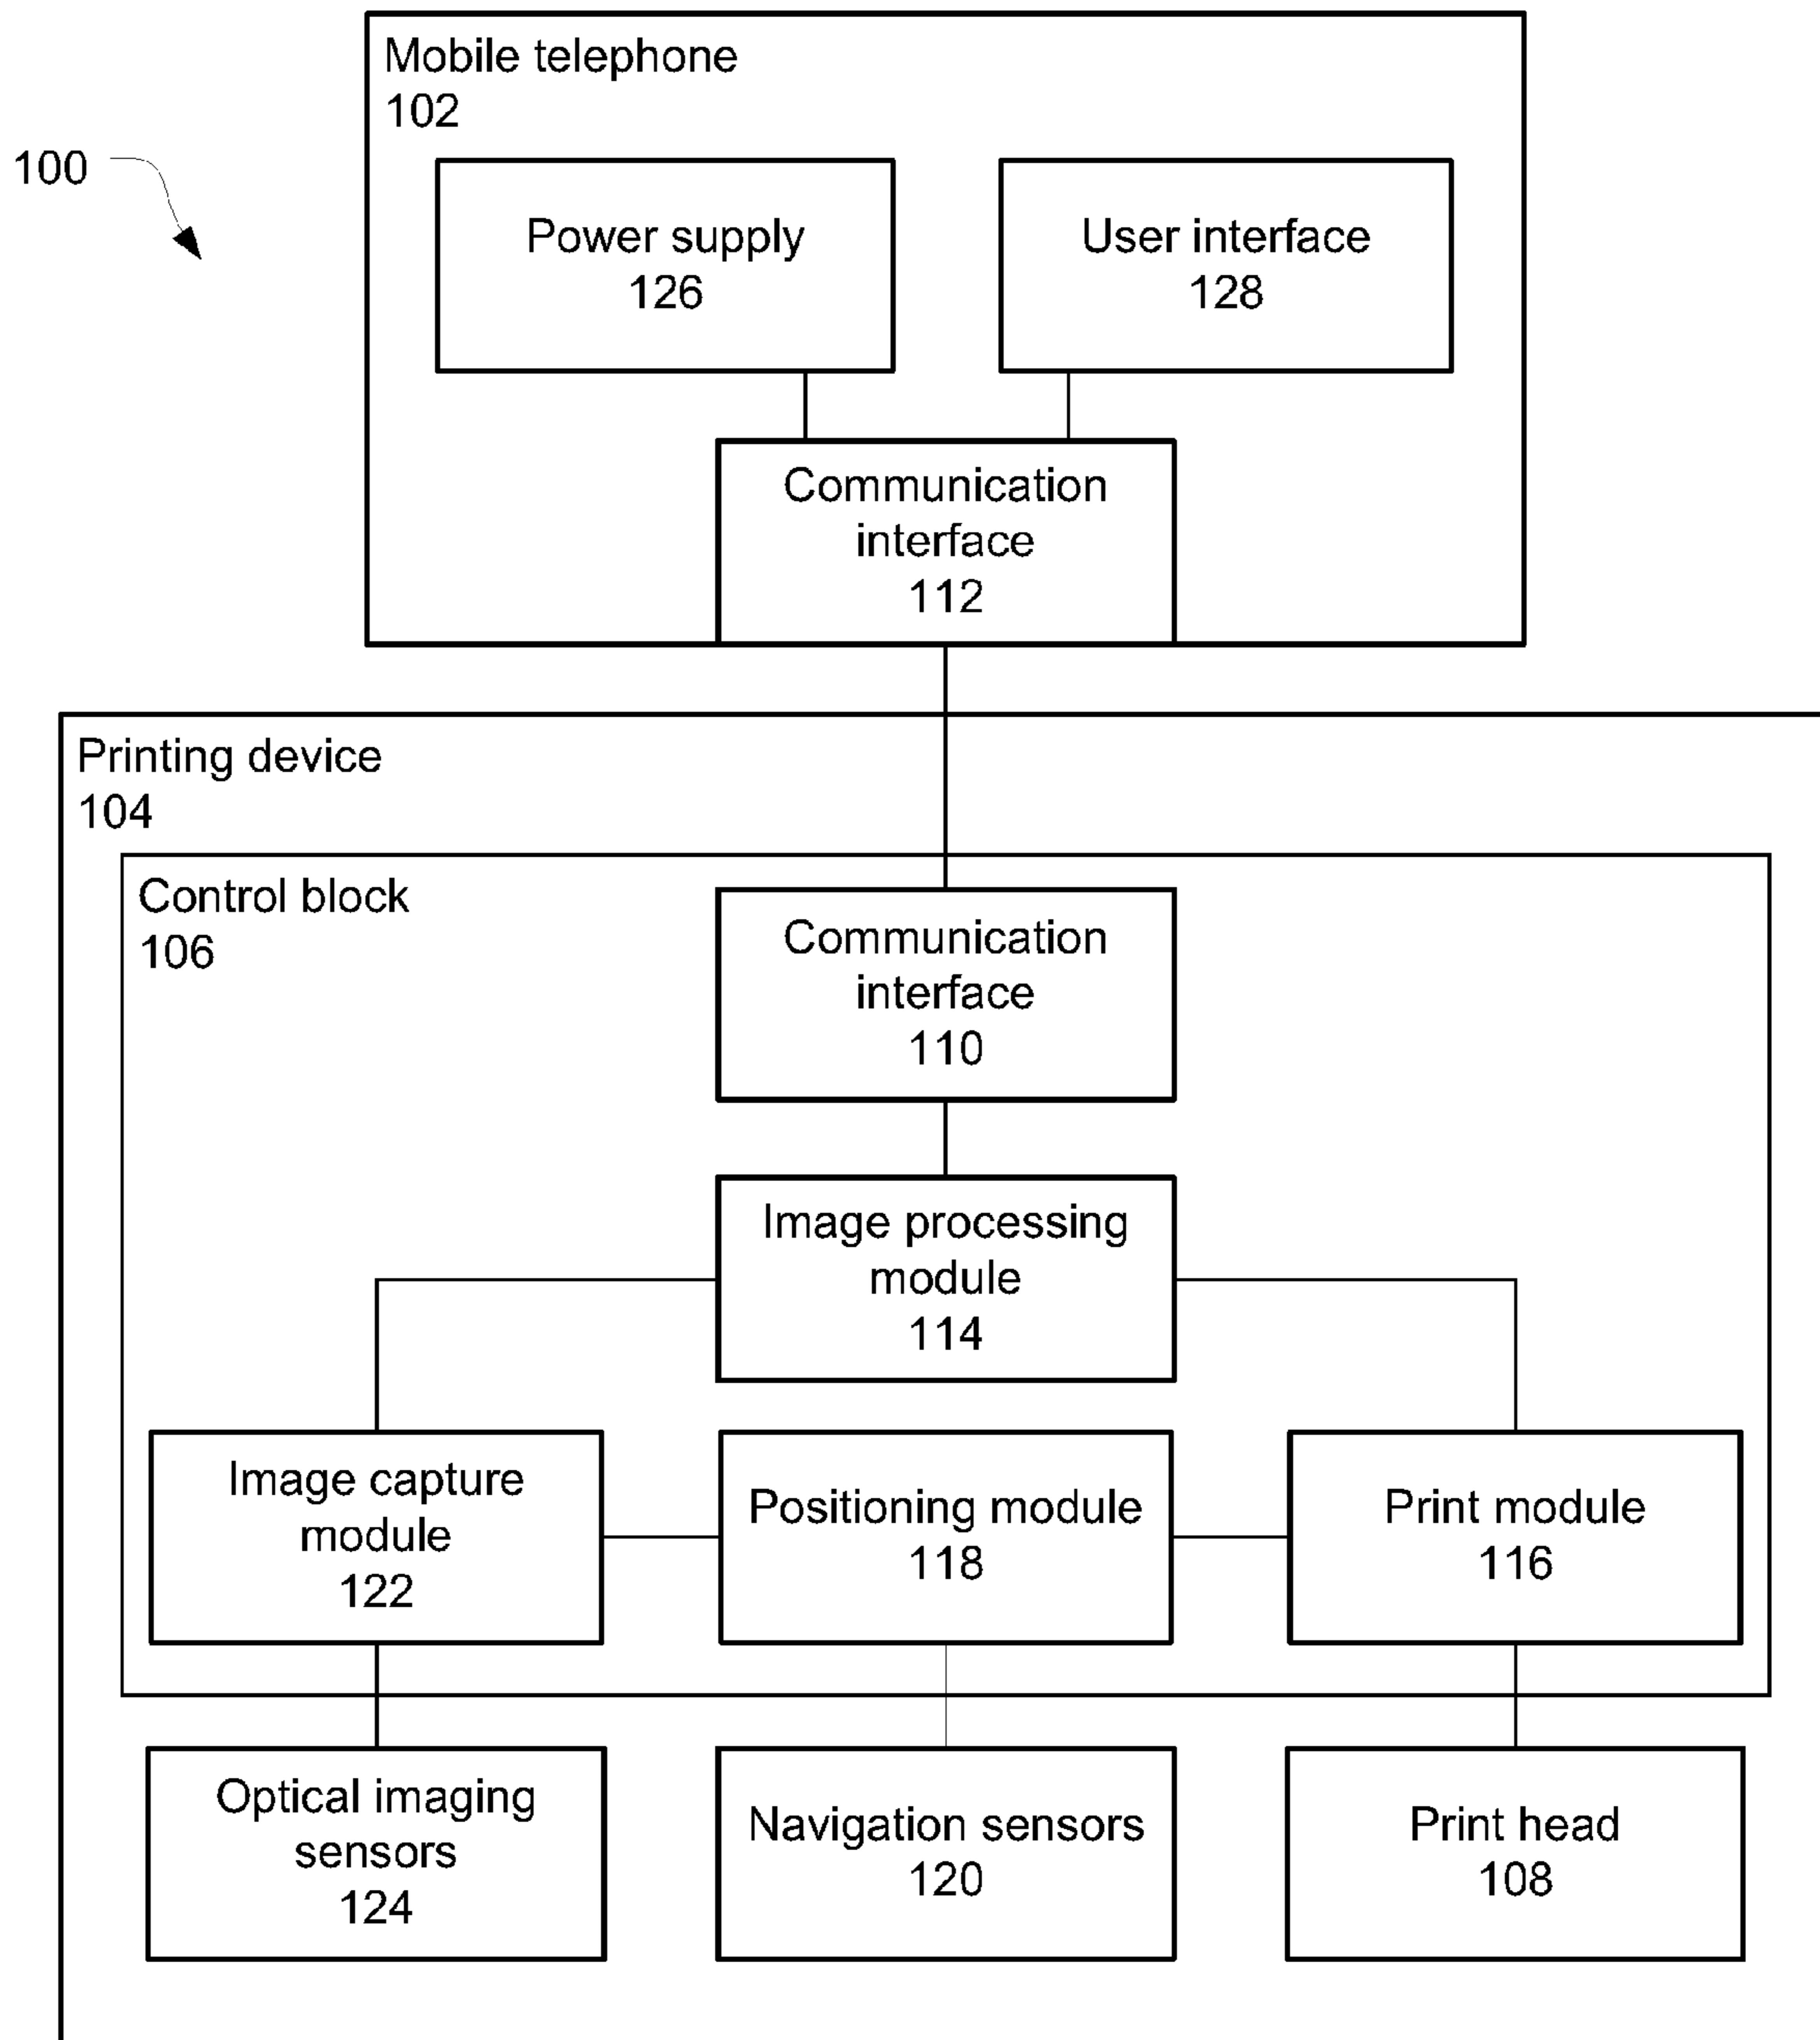 Mobile telephone
102
100
Power supply
126
User interface
128
Communication
interface
112
Printing device
104
Control block
106
Communication
interface
110
Image processing
module
114
Image capture
module
122
Positioning module
118
Print module
116
Optical imaging
sensors
124
Navigation sensors
120
Print head
108